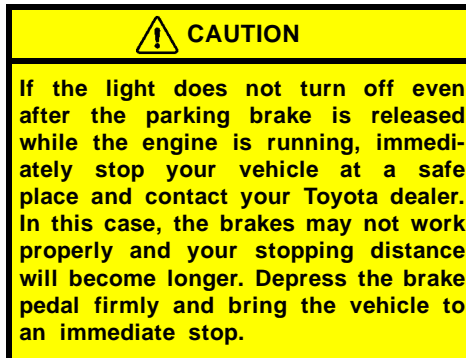 CAUTION
If the light does not turn off even
after the parking brake is released
while the engine is running, immedi-
ately stop your vehicle at a safe
place and contact your Toyota dealer.
In this case, the brakes may not work
properly and your stopping distance
will become longer. Depress the brake
pedal firmly and bring the vehicle to
an immediate stop.